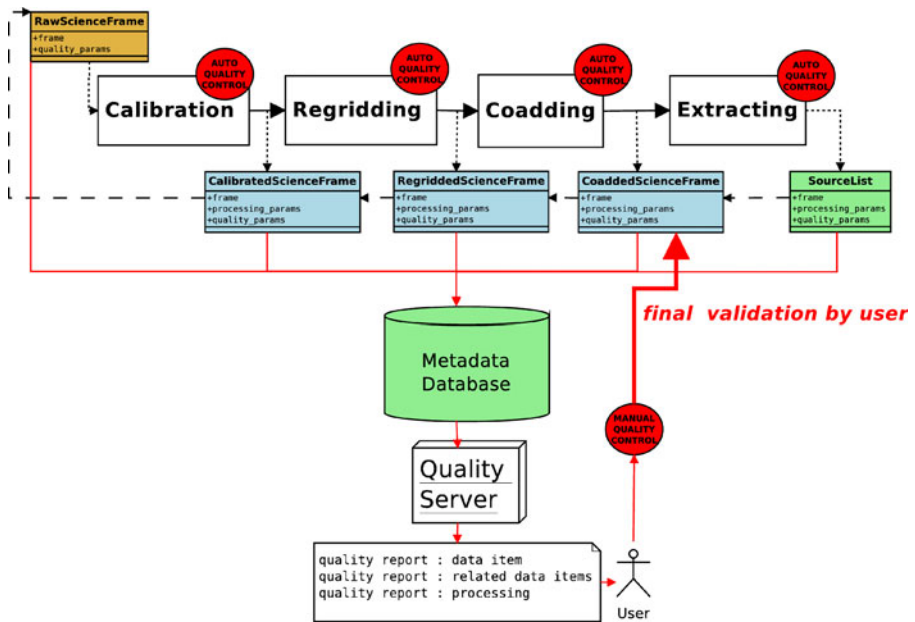 RawScienceFrame
+frame
+quality_params
AUTO
QUALITY
CONTROL
AUTO
QUALITY
CONTROL
AUTO
QUALITY
CONTROL
AUTO
QUALITY
CONTROL
Calibration
Regridding
Coadding
Extracting
CalibratedScienceFrame
+frame
+processing_params
+quality_params
RegriddedScienceFrame
+frame
+processing_params
+quality_params
CoaddedScienceFrame
+frame
+processing_params
+quality_params
SourceList
+frame
+processing_params
+quality_params
final validation by user
Metadata
Database
MANUAL
QUALITY
CONTROL
Quality
Server
quality report : data item
quality report : related data items
quality report : processing
User